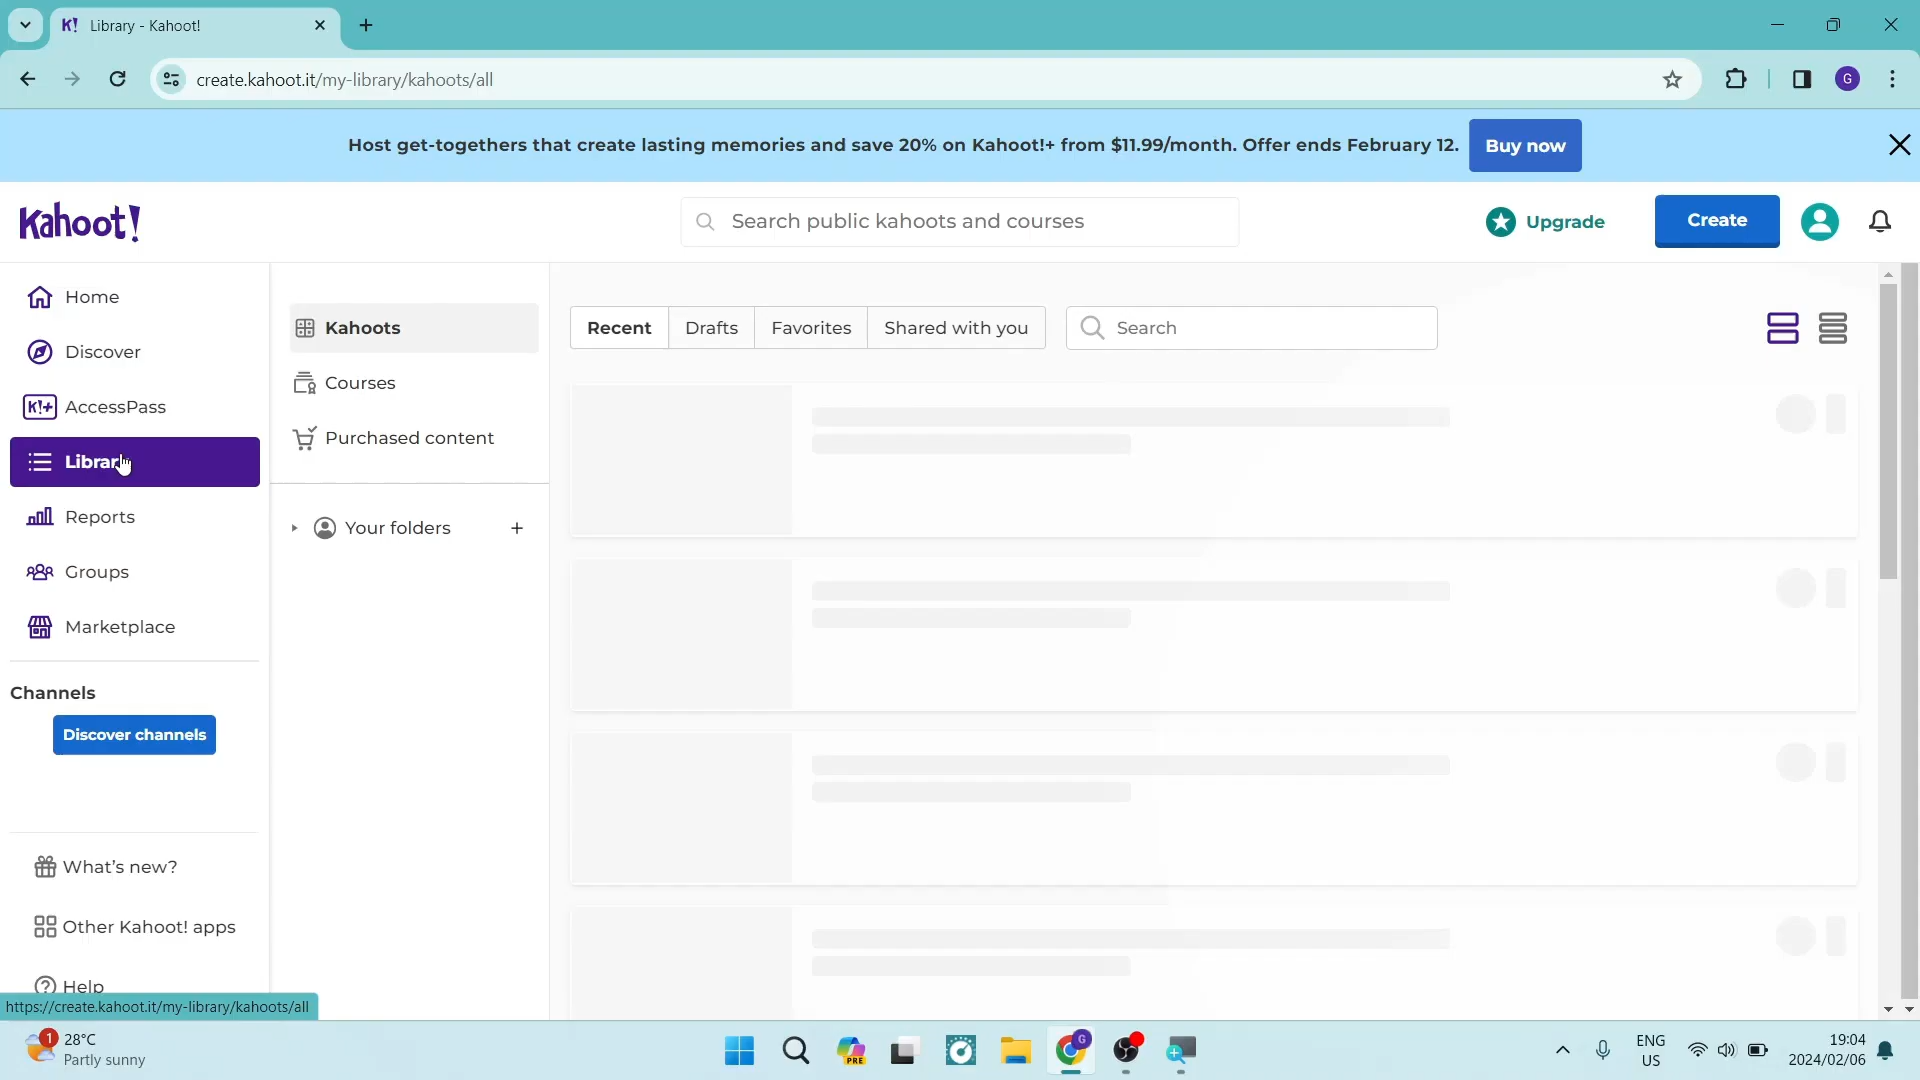 Library - Kahoot!
create.kahoot.it/my-library/kahoots/all
G
Host get-togethers that create lasting memories and save 20% on Kahoot!+ from $11.99/month. Offer ends February 12.
Buy now
Kahoot!
Search public kahoots and courses
Upgrade
Create
Home
Discover
K!+ AccessPass
Library
Reports
Groups
Marketplace
Channels
Discover channels
What's new?
Other Kahoot! apps
Help
https://create.kahoot.it/my-library/kahoots/all
Kahoots
Courses
Purchased content
Your folders
Recent
Drafts
Favorites
Shared with you
Search
1
28°C
Partly sunny
PRE
G
ENG
US
19:04
2024/02/06